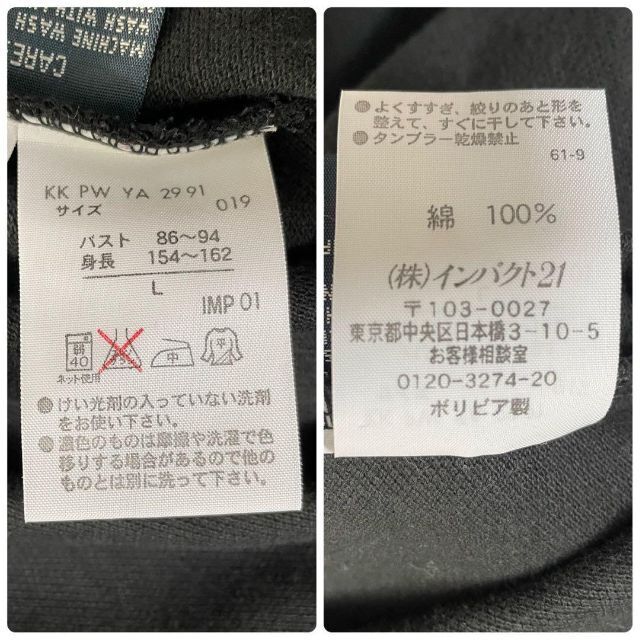 CARE:
MACHINE WASH
WASH WITH
KK PW YA 29 91
019
サイズ
バスト 86〜94
身長 154〜162
L
IMP 01
弱
40
中
平
ネット使用
●けい光剤の入っていない洗剤
をお使い下さい。
●濃色のものは摩擦や洗濯で色
移りする場合があるので他の
ものとは別に洗って下さい。
●よくすすぎ、絞りのあと形を
整えて、すぐに干して下さい。
●タンブラー乾燥禁止
61-9
綿 100%
(株)インパクト21
〒103-0027
東京都中央区日本橋3-10-5
お客様相談室
0120-3274-20
ボリビア製